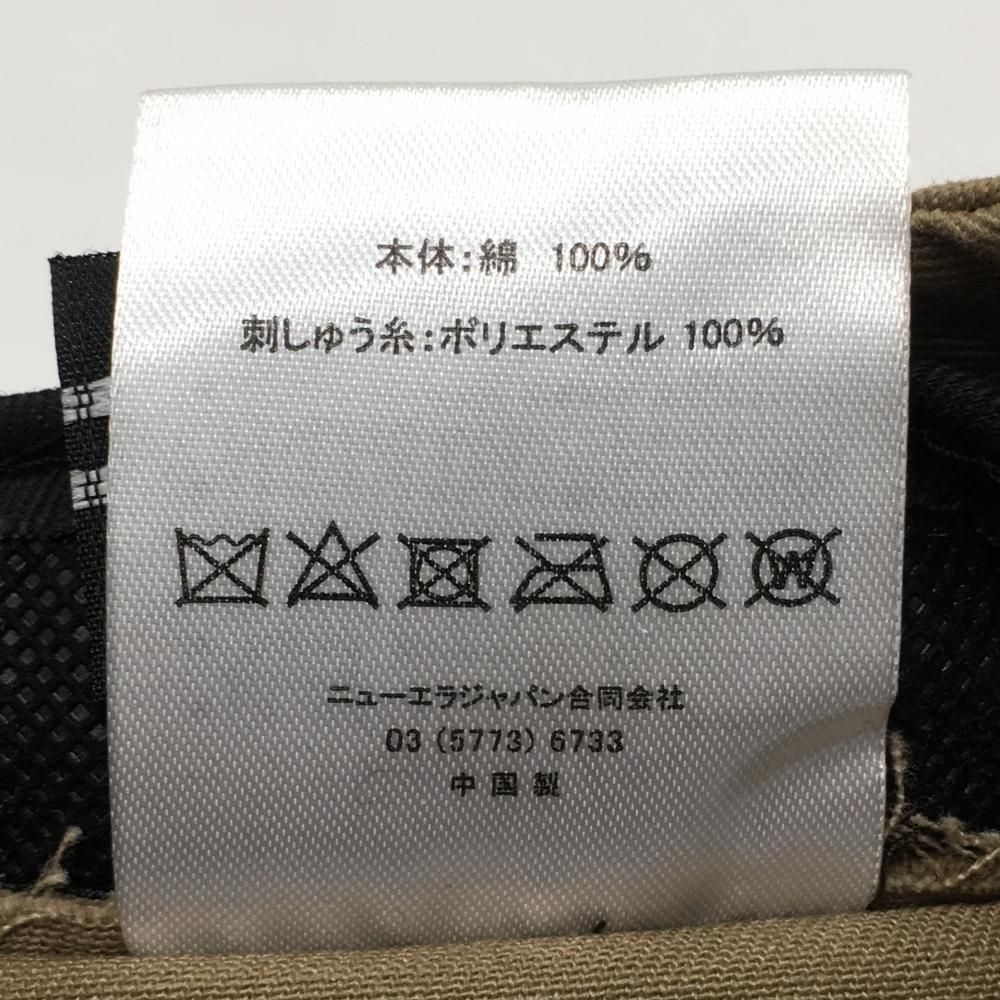 本体:綿 100%
刺しゅう糸:ポリエステル 100%
W
ニューエラジャパン合同会社
03 (5773) 6733
中国製